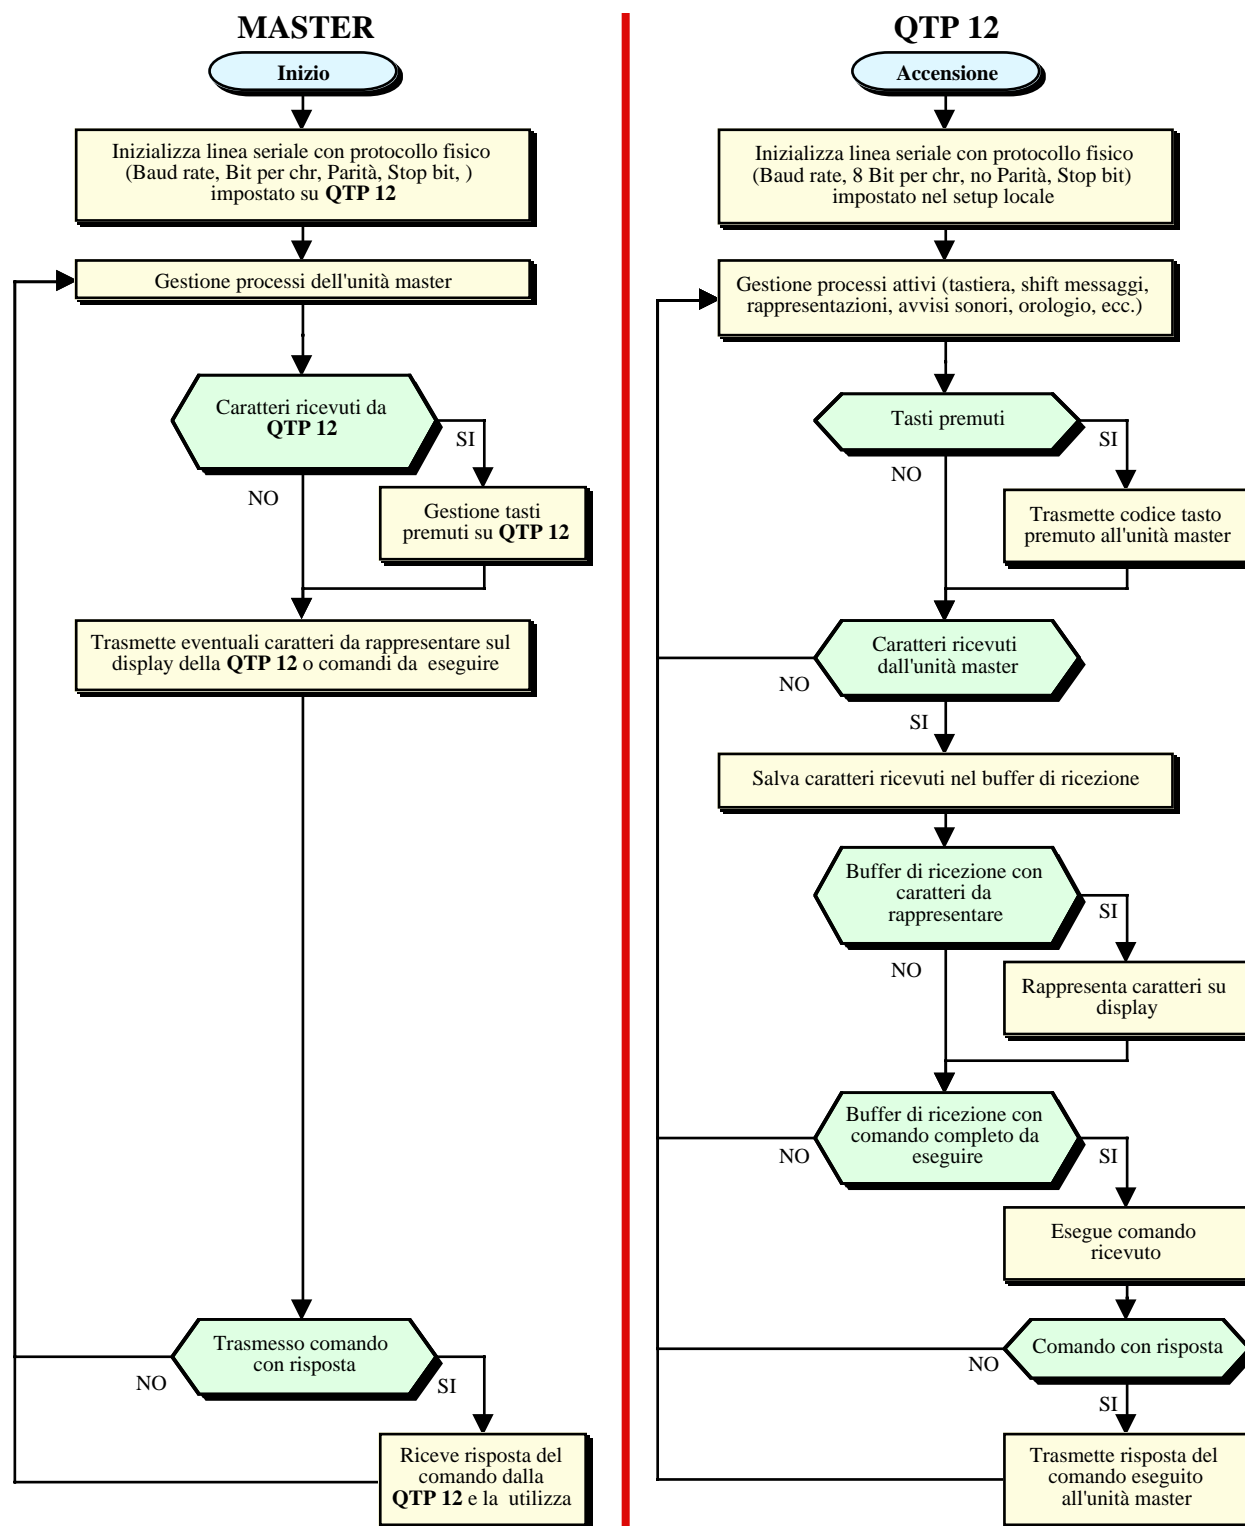 MASTER
Inizio
Inizializza linea seriale con protocollo fisico
(Baud rate, Bit per chr, Parità, Stop bit, )
impostato su QTP 12
Gestione processi dell'unità master
Caratteri ricevuti da
QTP 12
SI
NO
Gestione tasti
premuti su QTP 12
Trasmette eventuali caratteri da rappresentare sul
display della QTP 12 o comandi da eseguire
Trasmesso comando
con risposta
NO
SI
Riceve risposta del
comando dalla
QTP 12 e la utilizza
QTP 12
Accensione
Inizializza linea seriale con protocollo fisico
(Baud rate, 8 Bit per chr, no Parità, Stop bit)
impostato nel setup locale
Gestione processi attivi (tastiera, shift messaggi,
rappresentazioni, avvisi sonori, orologio, ecc.)
Tasti premuti
SI
NO
Trasmette codice tasto
premuto all'unità master
Caratteri ricevuti
dall'unità master
NO
SI
Salva caratteri ricevuti nel buffer di ricezione
Buffer di ricezione con
caratteri da
rappresentare
SI
NO
Rappresenta caratteri su
display
Buffer di ricezione con
comando completo da
eseguire
NO
SI
Esegue comando
ricevuto
Comando con risposta
NO
SI
Trasmette risposta del
comando eseguito
all'unità master